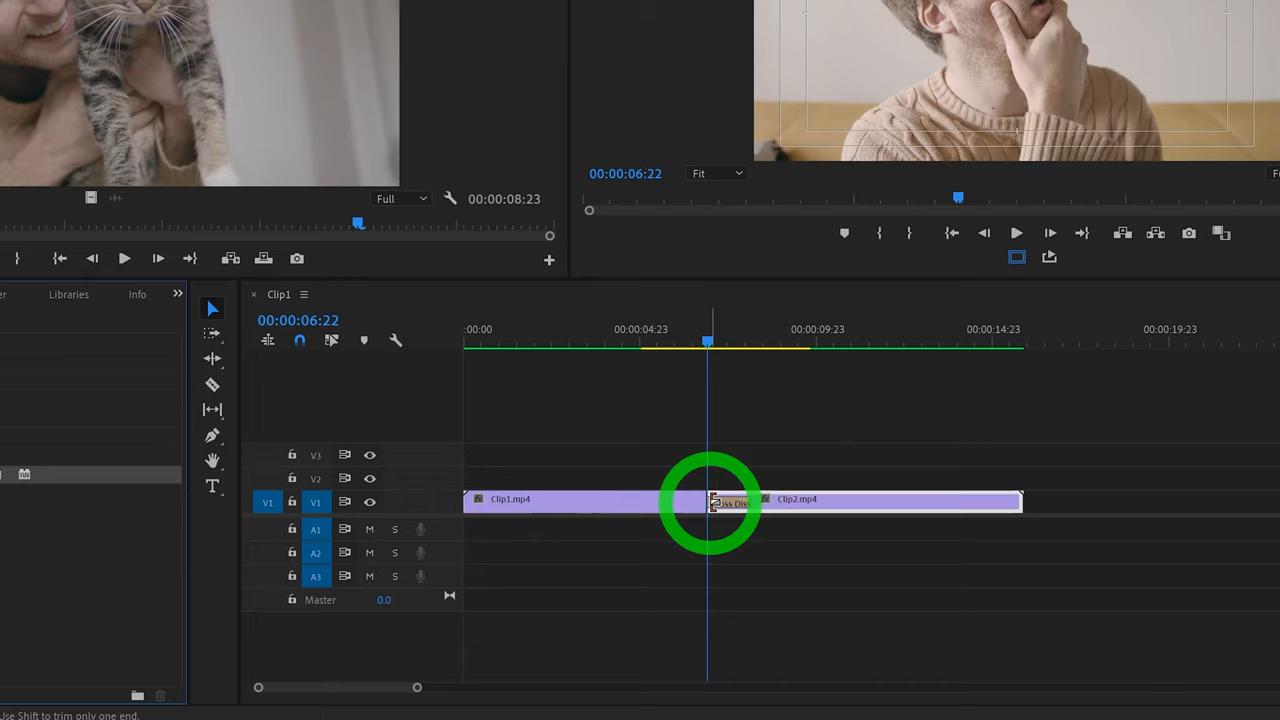 00:00:06:22
Fit
Full
00:00:08:23
Libraries
Info
Clip1
00:00:06:22
:00:00
00:00:04:23
00:00:09:23
00:00:14:23
00:00:19:23
V3
V2
V1
V1
Clip1.mp4
Diss
Clip2.mp4
A1
M
S
A2
M
S
A3
M
S
Master
0.0
Use Shift to trim only one end.